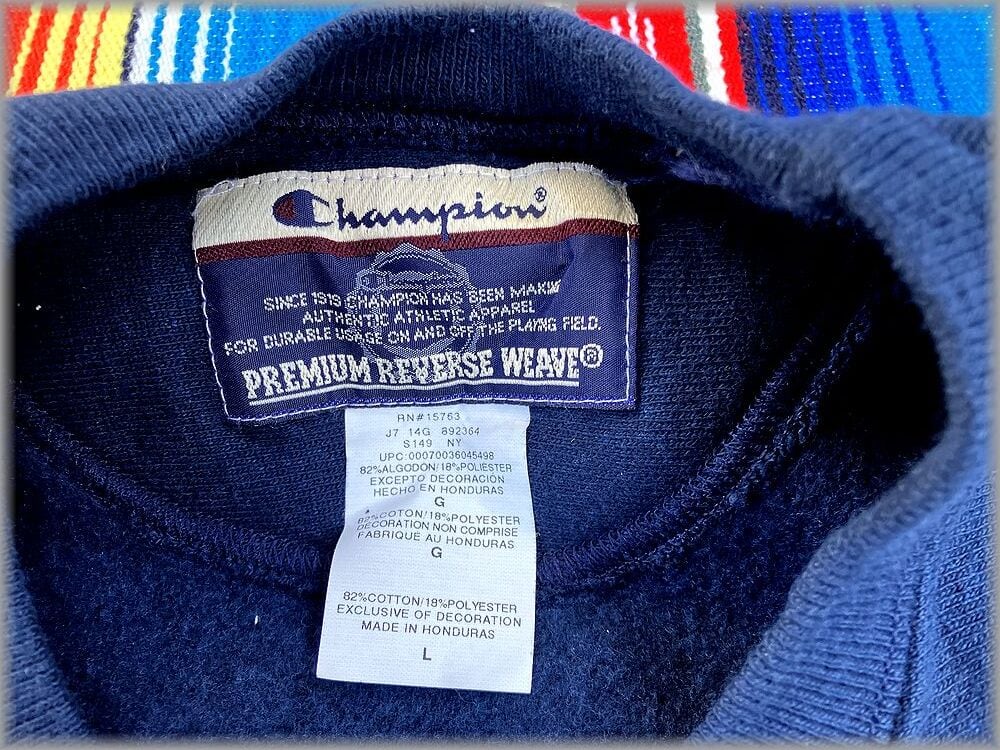 Champion®
SINCE 1919 CHAMPION HAS BEEN MAKIN
AUTHENTIC ATHLETIC APPAREL
FOR DURABLE USAGE ON AND OFF THE PLAYING FIELD.
PREMIUM REVERSE WEAVE®
RN#15763
J7 14G 892364
S149 NY
UPC:00070036045498
82%ALGODON/18%POLIESTER
EXCEPTO DECORACIÓN
HECHO EN HONDURAS
G
82%COTON/18%POLYESTER
DECORATION NON COMPRISE
FABRIQUE AU HONDURAS
G
82%COTTON/18%POLYESTER
EXCLUSIVE OF DECORATION
MADE IN HONDURAS
L